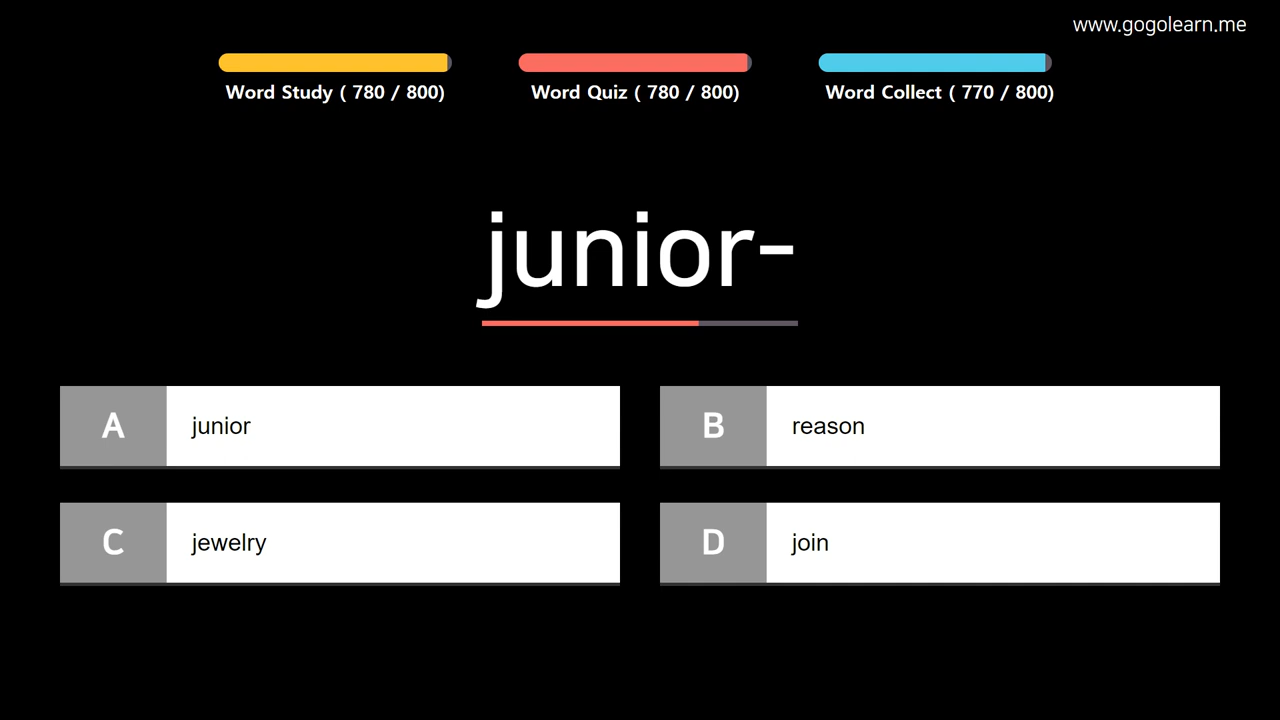 www.gogolearn.me
Word Study ( 780 / 800)
Word Quiz ( 780 / 800)
Word Collect ( 770 / 800)
junior-
A junior
B reason
C jewelry
D join